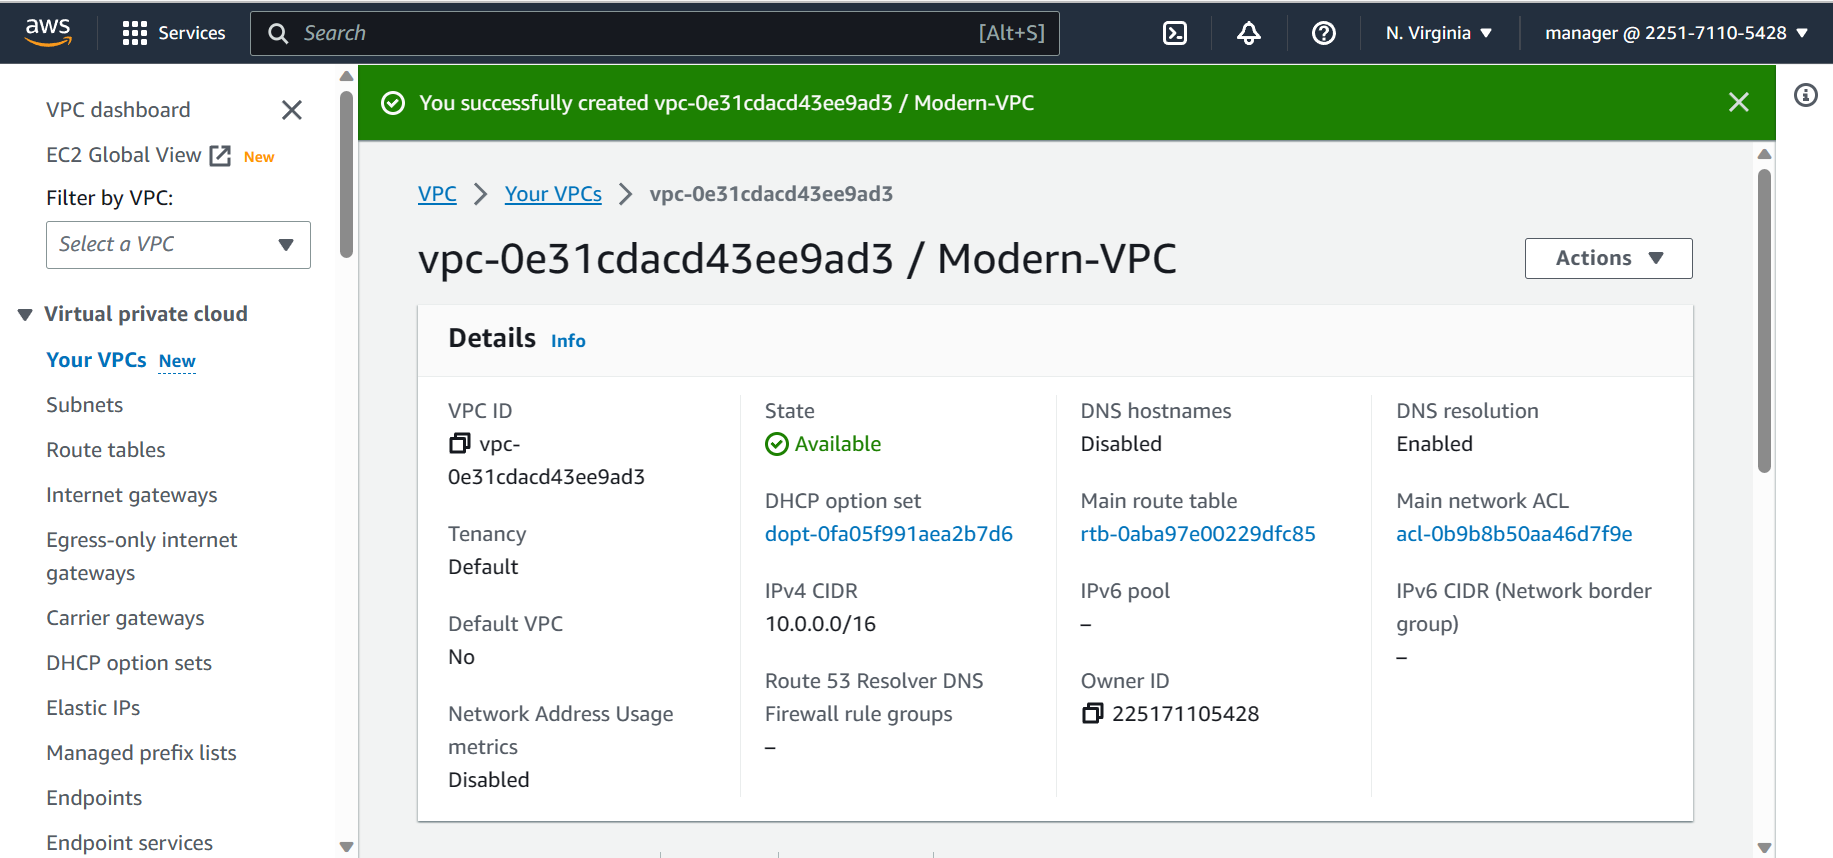 aws
Services
Search
[Alt+S]
N. Virginia
manager @ 2251-7110-5428
VPC dashboard
EC2 Global View New
Filter by VPC:
Select a VPC
Virtual private cloud
Your VPCs New
Subnets
Route tables
Internet gateways
Egress-only internet
gateways
Carrier gateways
DHCP option sets
Elastic IPs
Managed prefix lists
Endpoints
Endpoint services
You successfully created vpc-0e31cdacd43ee9ad3 / Modern-VPC
VPC
Your VPCs
vpc-0e31cdacd43ee9ad3
vpc-0e31cdacd43ee9ad3 / Modern-VPC
Actions
Details Info
VPC ID
vpc-
0e31cdacd43ee9ad3
Tenancy
Default
Default VPC
No
Network Address Usage
metrics
Disabled
State
Available
DHCP option set
dopt-0fa05f991aea2b7d6
IPv4 CIDR
10.0.0.0/16
Route 53 Resolver DNS
Firewall rule groups
–
DNS hostnames
Disabled
Main route table
rtb-0aba97e00229dfc85
IPv6 pool
–
Owner ID
225171105428
DNS resolution
Enabled
Main network ACL
acl-0b9b8b50aa46d7f9e
IPv6 CIDR (Network border
group)
–